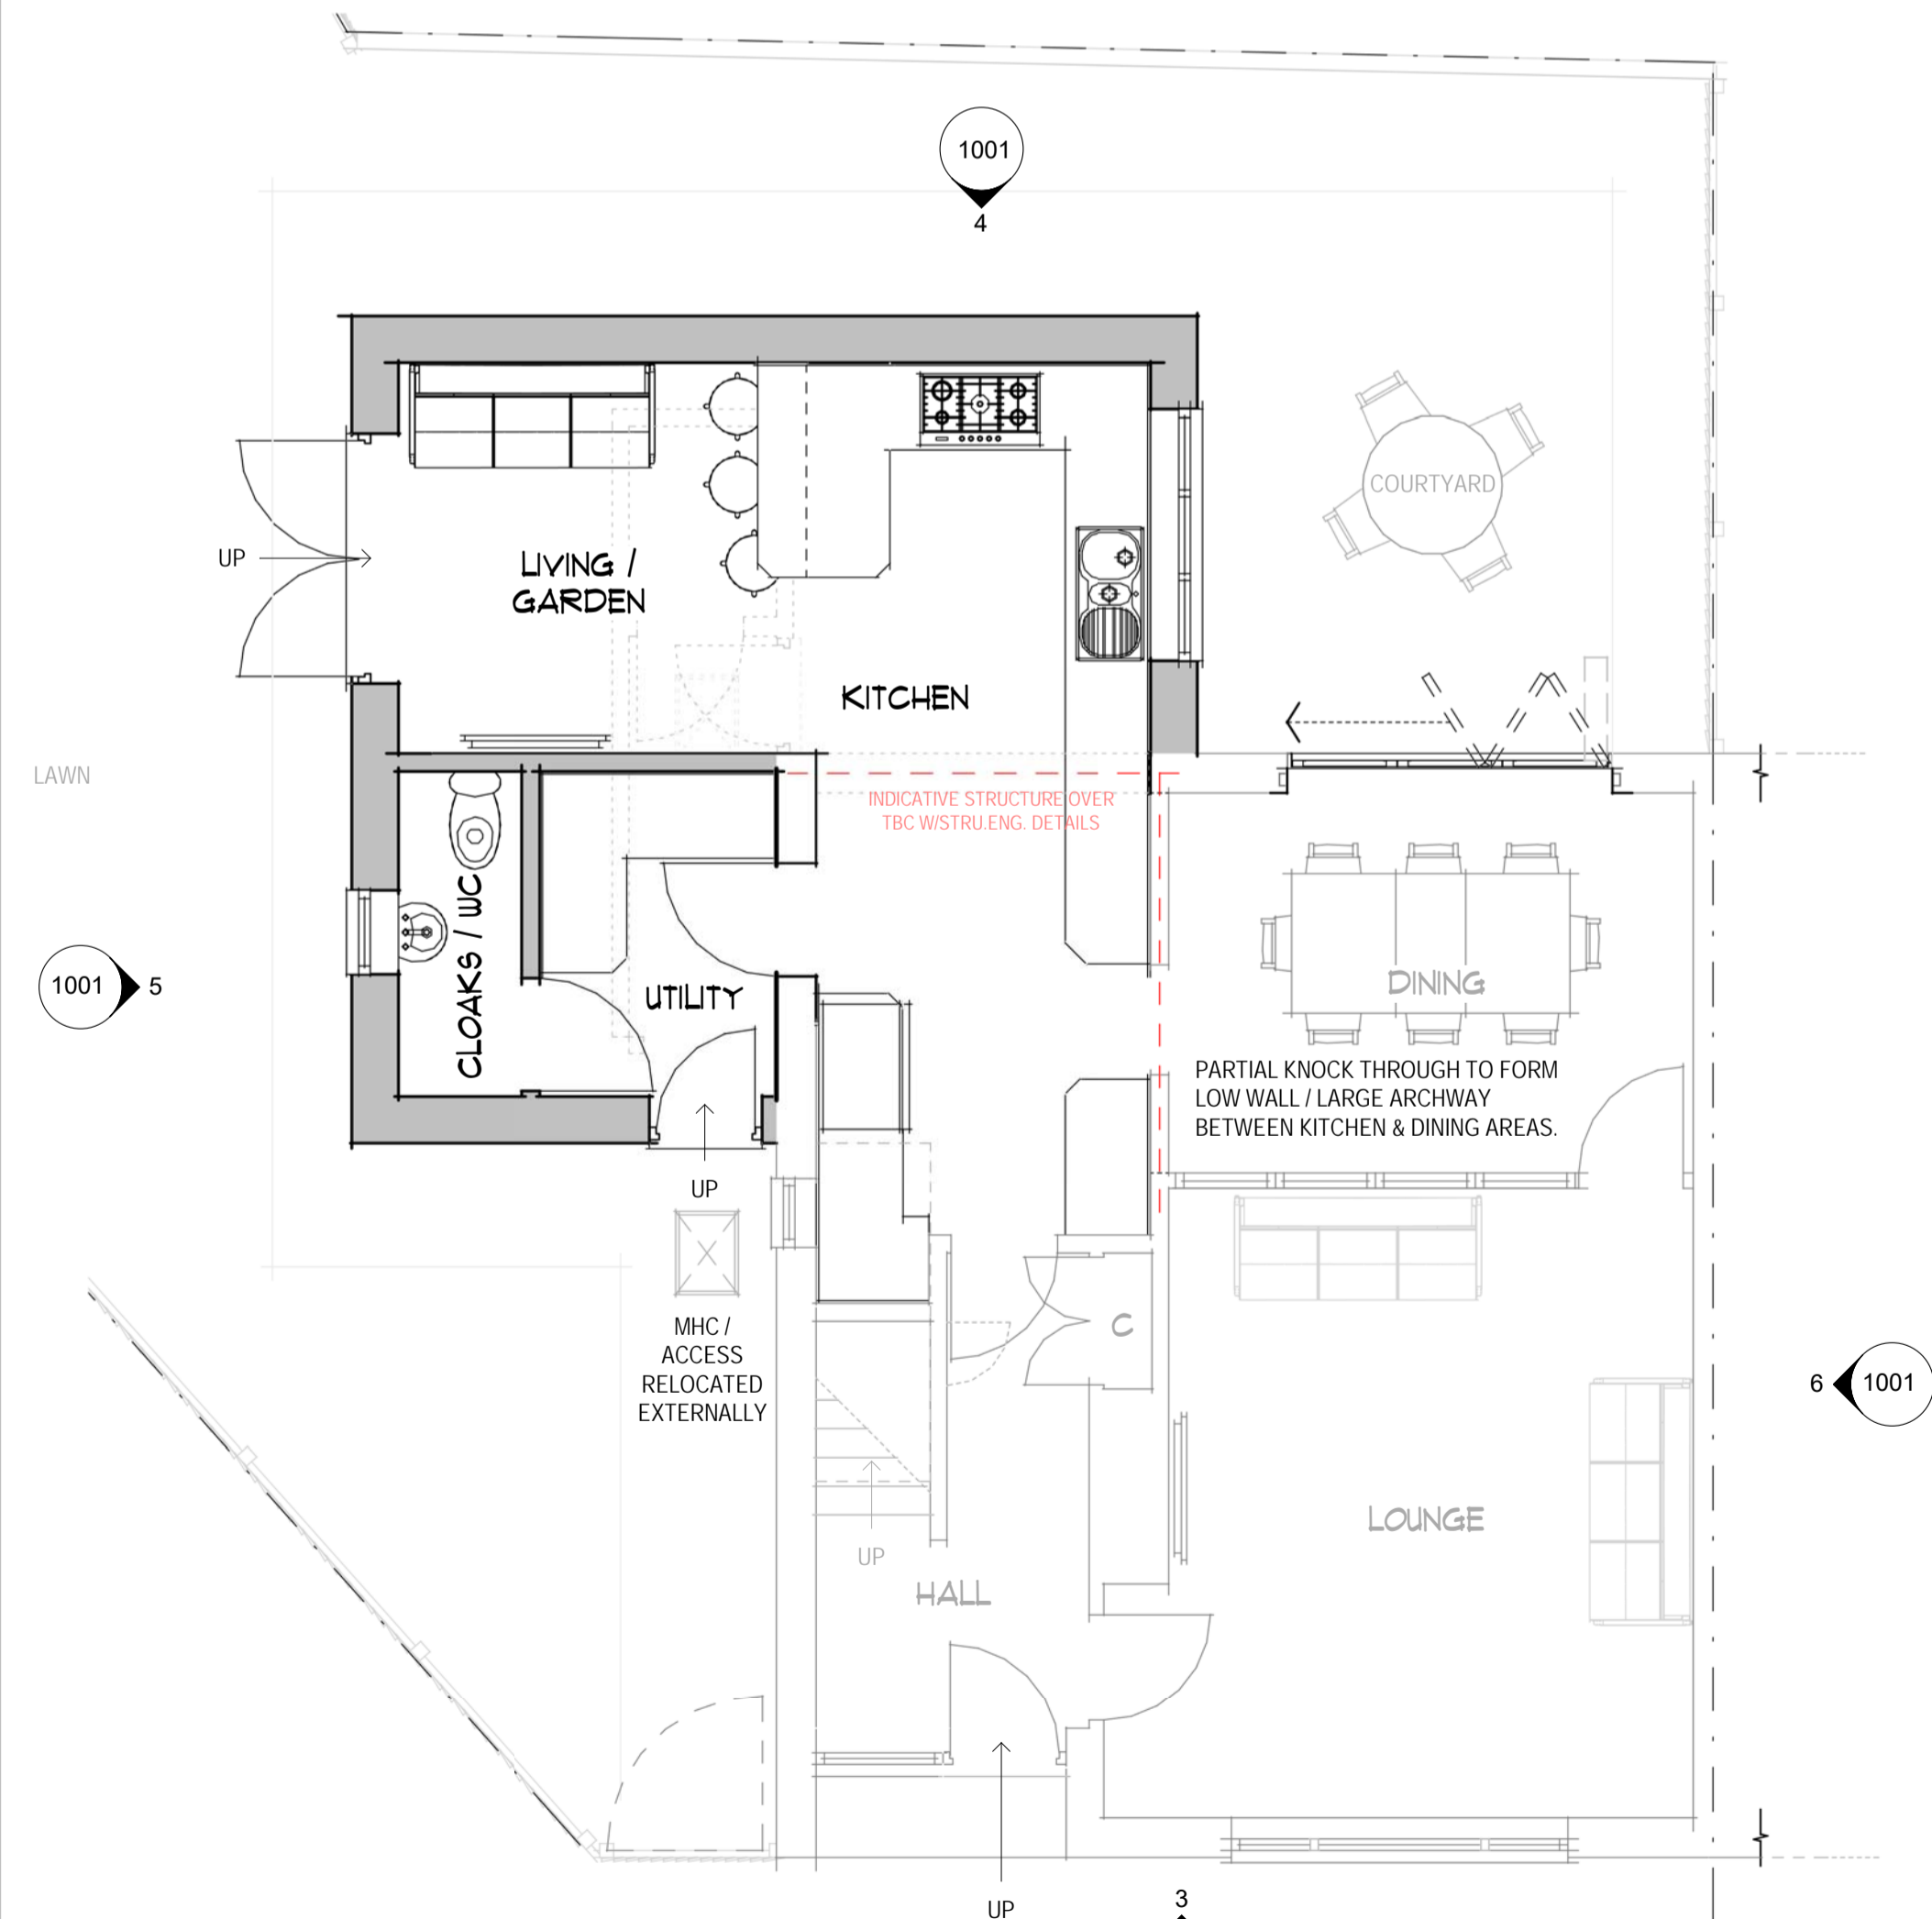 1001
4
COURTYARD
UP
LIVING /
GARDEN
KITCHEN
LAWN
INDICATIVE STRUCTURE OVER
TBC W/STRU.ENG. DETAILS
CLOAKS / WC
UTILITY
DINING
1001 5
PARTIAL KNOCK THROUGH TO FORM
LOW WALL / LARGE ARCHWAY
BETWEEN KITCHEN & DINING AREAS.
UP
MHC /
ACCESS
RELOCATED
EXTERNALLY
C
6 1001
LOUNGE
UP
HALL
UP
3